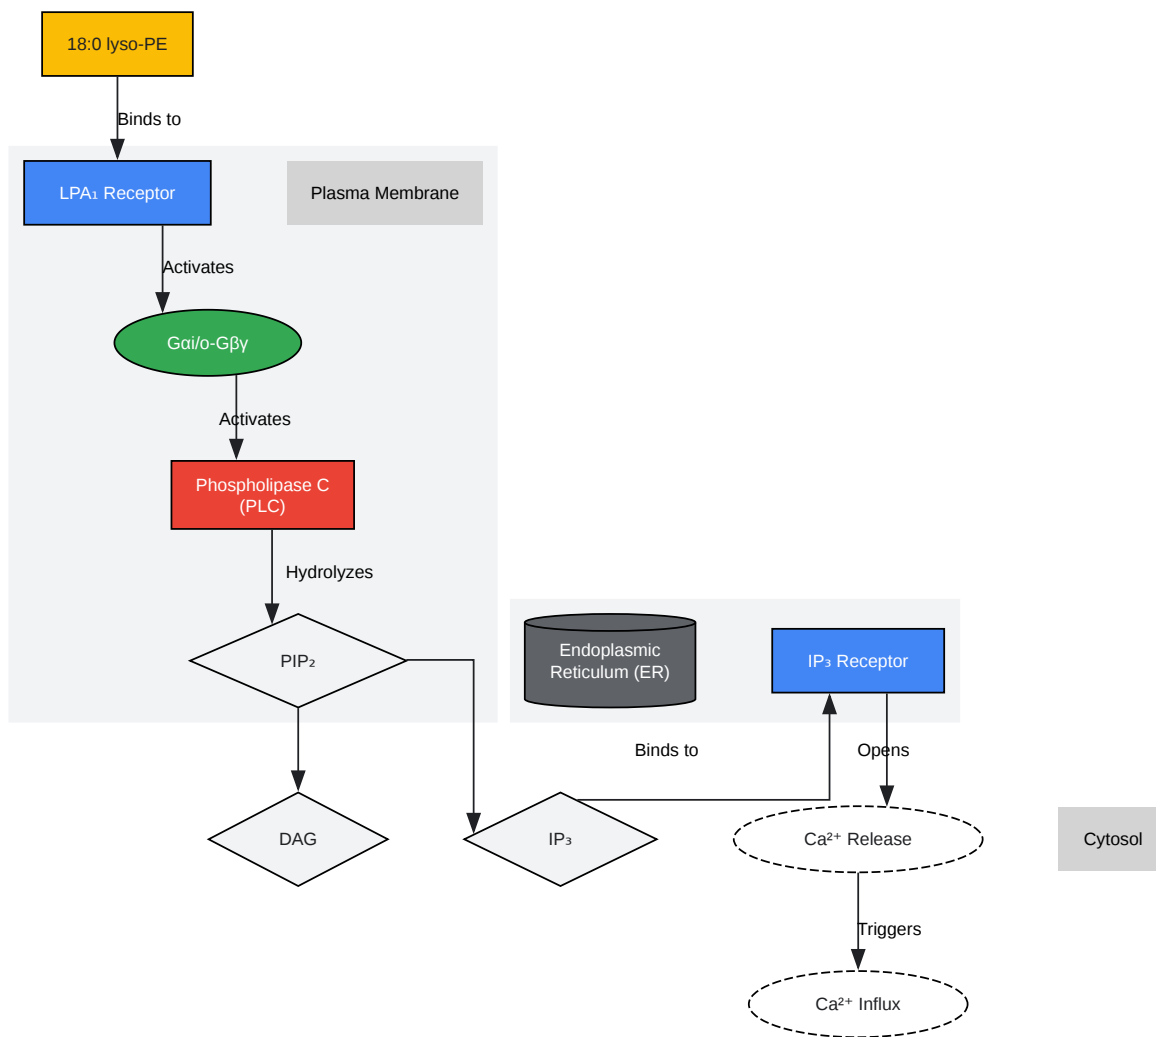 18:0 lyso-PE
Binds to
LPA₁ Receptor
Plasma Membrane
Activates
Gαi/o-Gβγ
Activates
Phospholipase C
(PLC)
Hydrolyzes
PIP₂
Endoplasmic
Reticulum (ER)
IP₃ Receptor
Binds to
Opens
DAG
IP₃
Ca²⁺ Release
Cytosol
Triggers
Ca²⁺ Influx